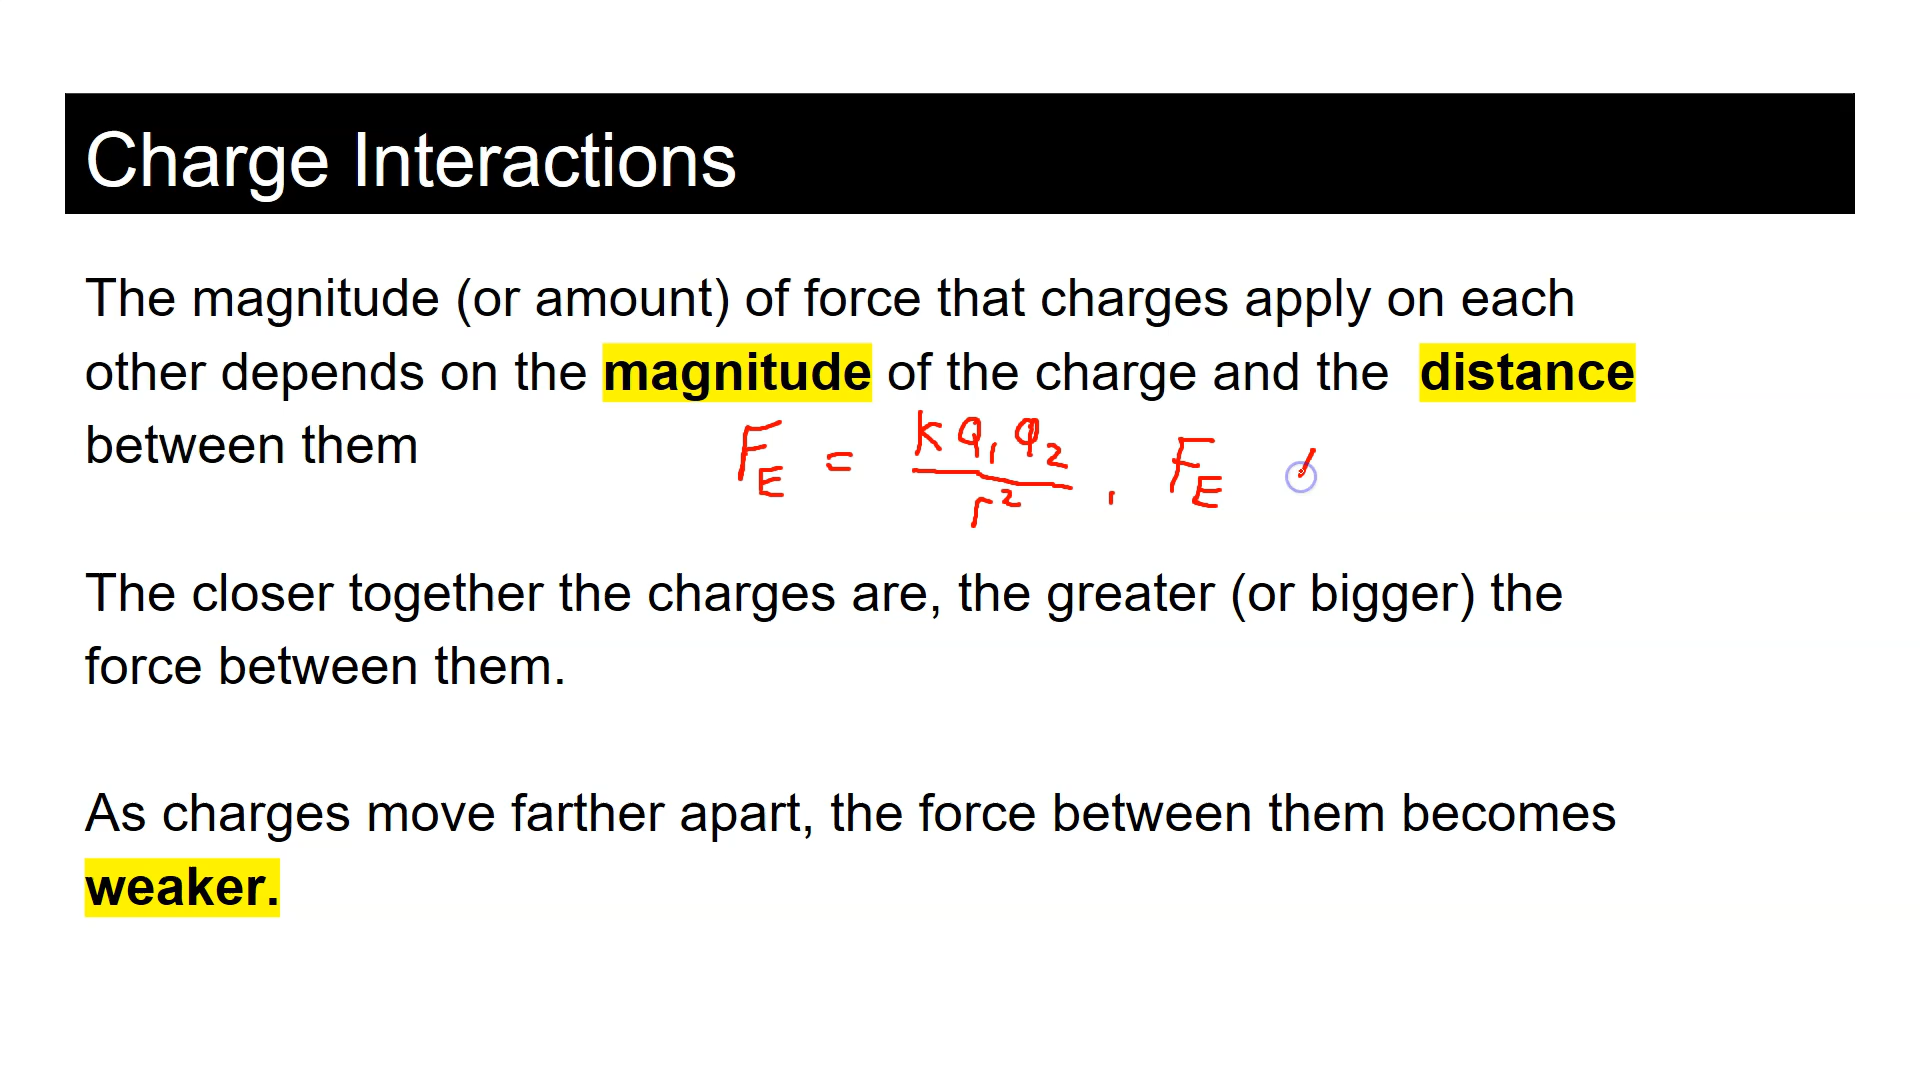 Charge Interactions
The magnitude (or amount) of force that charges apply on each
other depends on the magnitude of the charge and the distance
between them
F_E = kq₁q₂/r² , F_E
The closer together the charges are, the greater (or bigger) the
force between them.
As charges move farther apart, the force between them becomes
weaker.